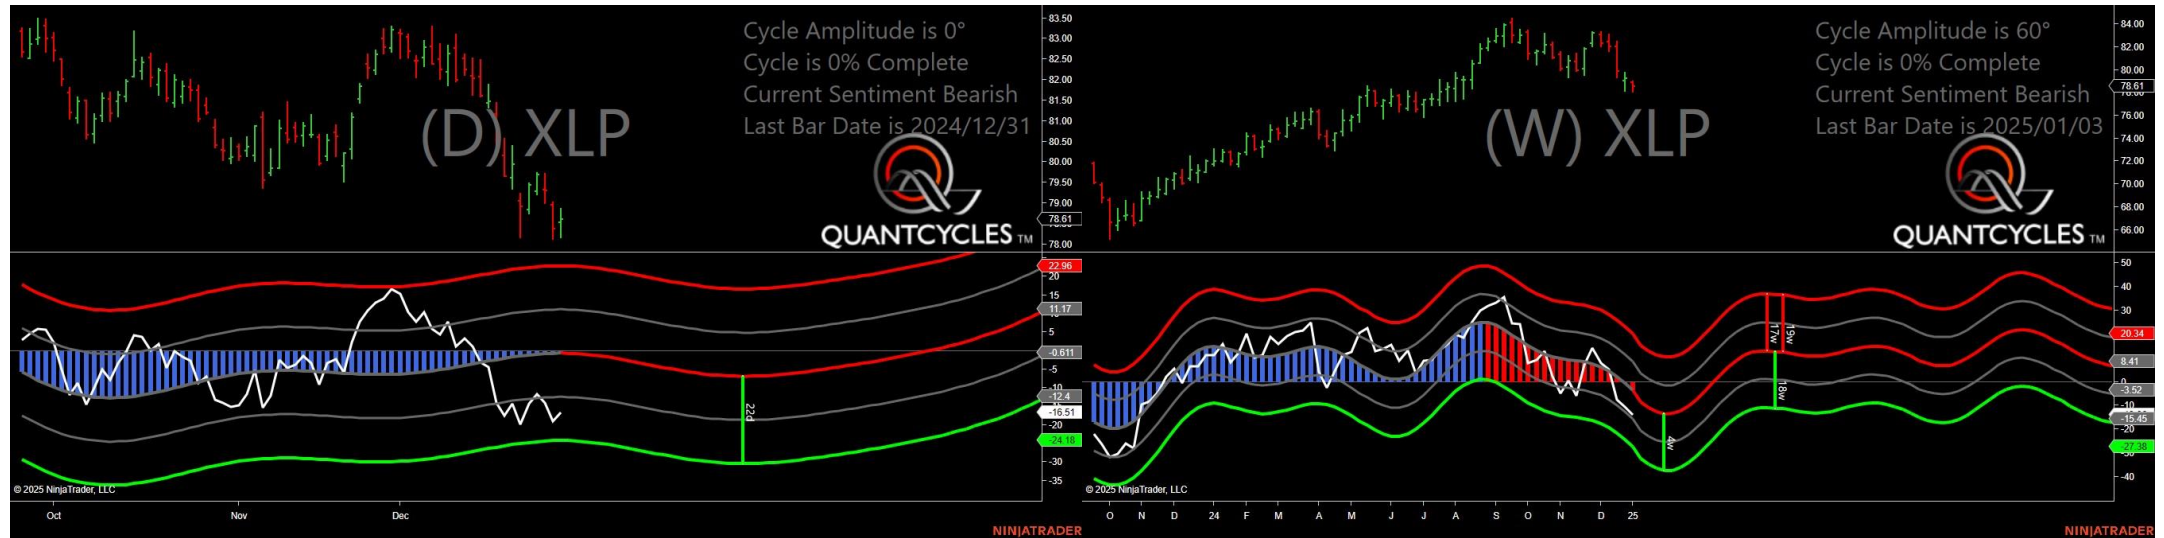 Cycle Amplitude is 0°
Cycle is 0% Complete
Current Sentiment Bearish
Last Bar Date is 2024/12/31
(D) XLP
QUANTCYCLES TM
83.50
83.00
82.50
82.00
81.50
81.00
80.50
80.00
79.50
79.00
78.61
78.00
22.96
20
15
11.17
5
-0.611
-5
-10
-12.4
-16.51
-20
-24.18
-30
-35
22d
© 2025 NinjaTrader, LLC
Oct Nov Dec
NINJATRADER
Cycle Amplitude is 60°
Cycle is 0% Complete
Current Sentiment Bearish
Last Bar Date is 2025/01/03
(W) XLP
QUANTCYCLES TM
84.00
82.00
80.00
78.61
76.00
74.00
72.00
70.00
68.00
66.00
50
40
30
20.34
8.41
0
-3.52
-10
-15.45
-20
-27.38
-40
17w
19w
18w
4w
© 2025 NinjaTrader, LLC
O N D 24 F M A M J J A S O N D 25
NINJATRADER